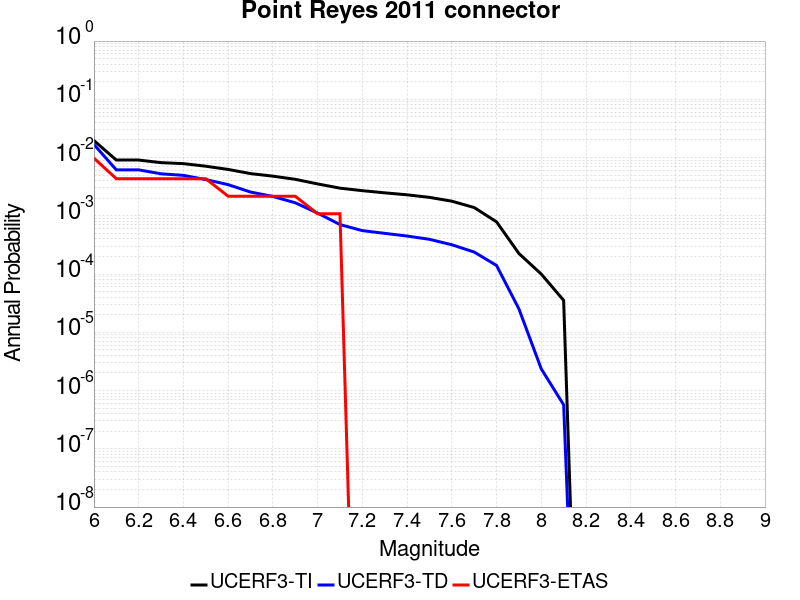 Point Reyes 2011 connector
Annual Probability
10^0
10^-1
10^-2
10^-3
10^-4
10^-5
10^-6
10^-7
10^-8
6 6.2 6.4 6.6 6.8 7 7.2 7.4 7.6 7.8 8 8.2 8.4 8.6 8.8 9
Magnitude
UCERF3-TI UCERF3-TD UCERF3-ETAS